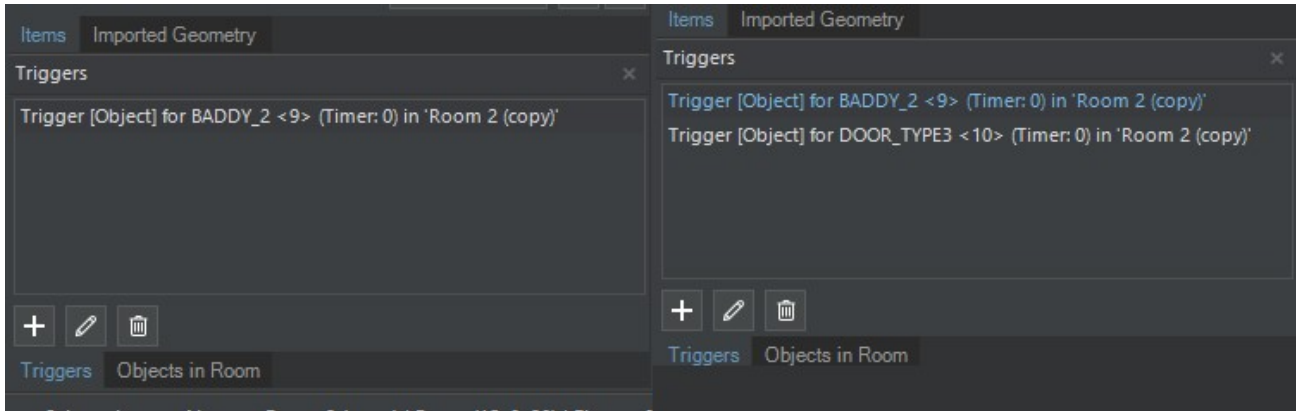 Items Imported Geometry
Triggers
Trigger [Object] for BADDY_2 <9> (Timer: 0) in 'Room 2 (copy)'
Triggers Objects in Room
Items Imported Geometry
Triggers
Trigger [Object] for BADDY_2 <9> (Timer: 0) in 'Room 2 (copy)'
Trigger [Object] for DOOR_TYPE3 <10> (Timer: 0) in 'Room 2 (copy)'
Triggers Objects in Room